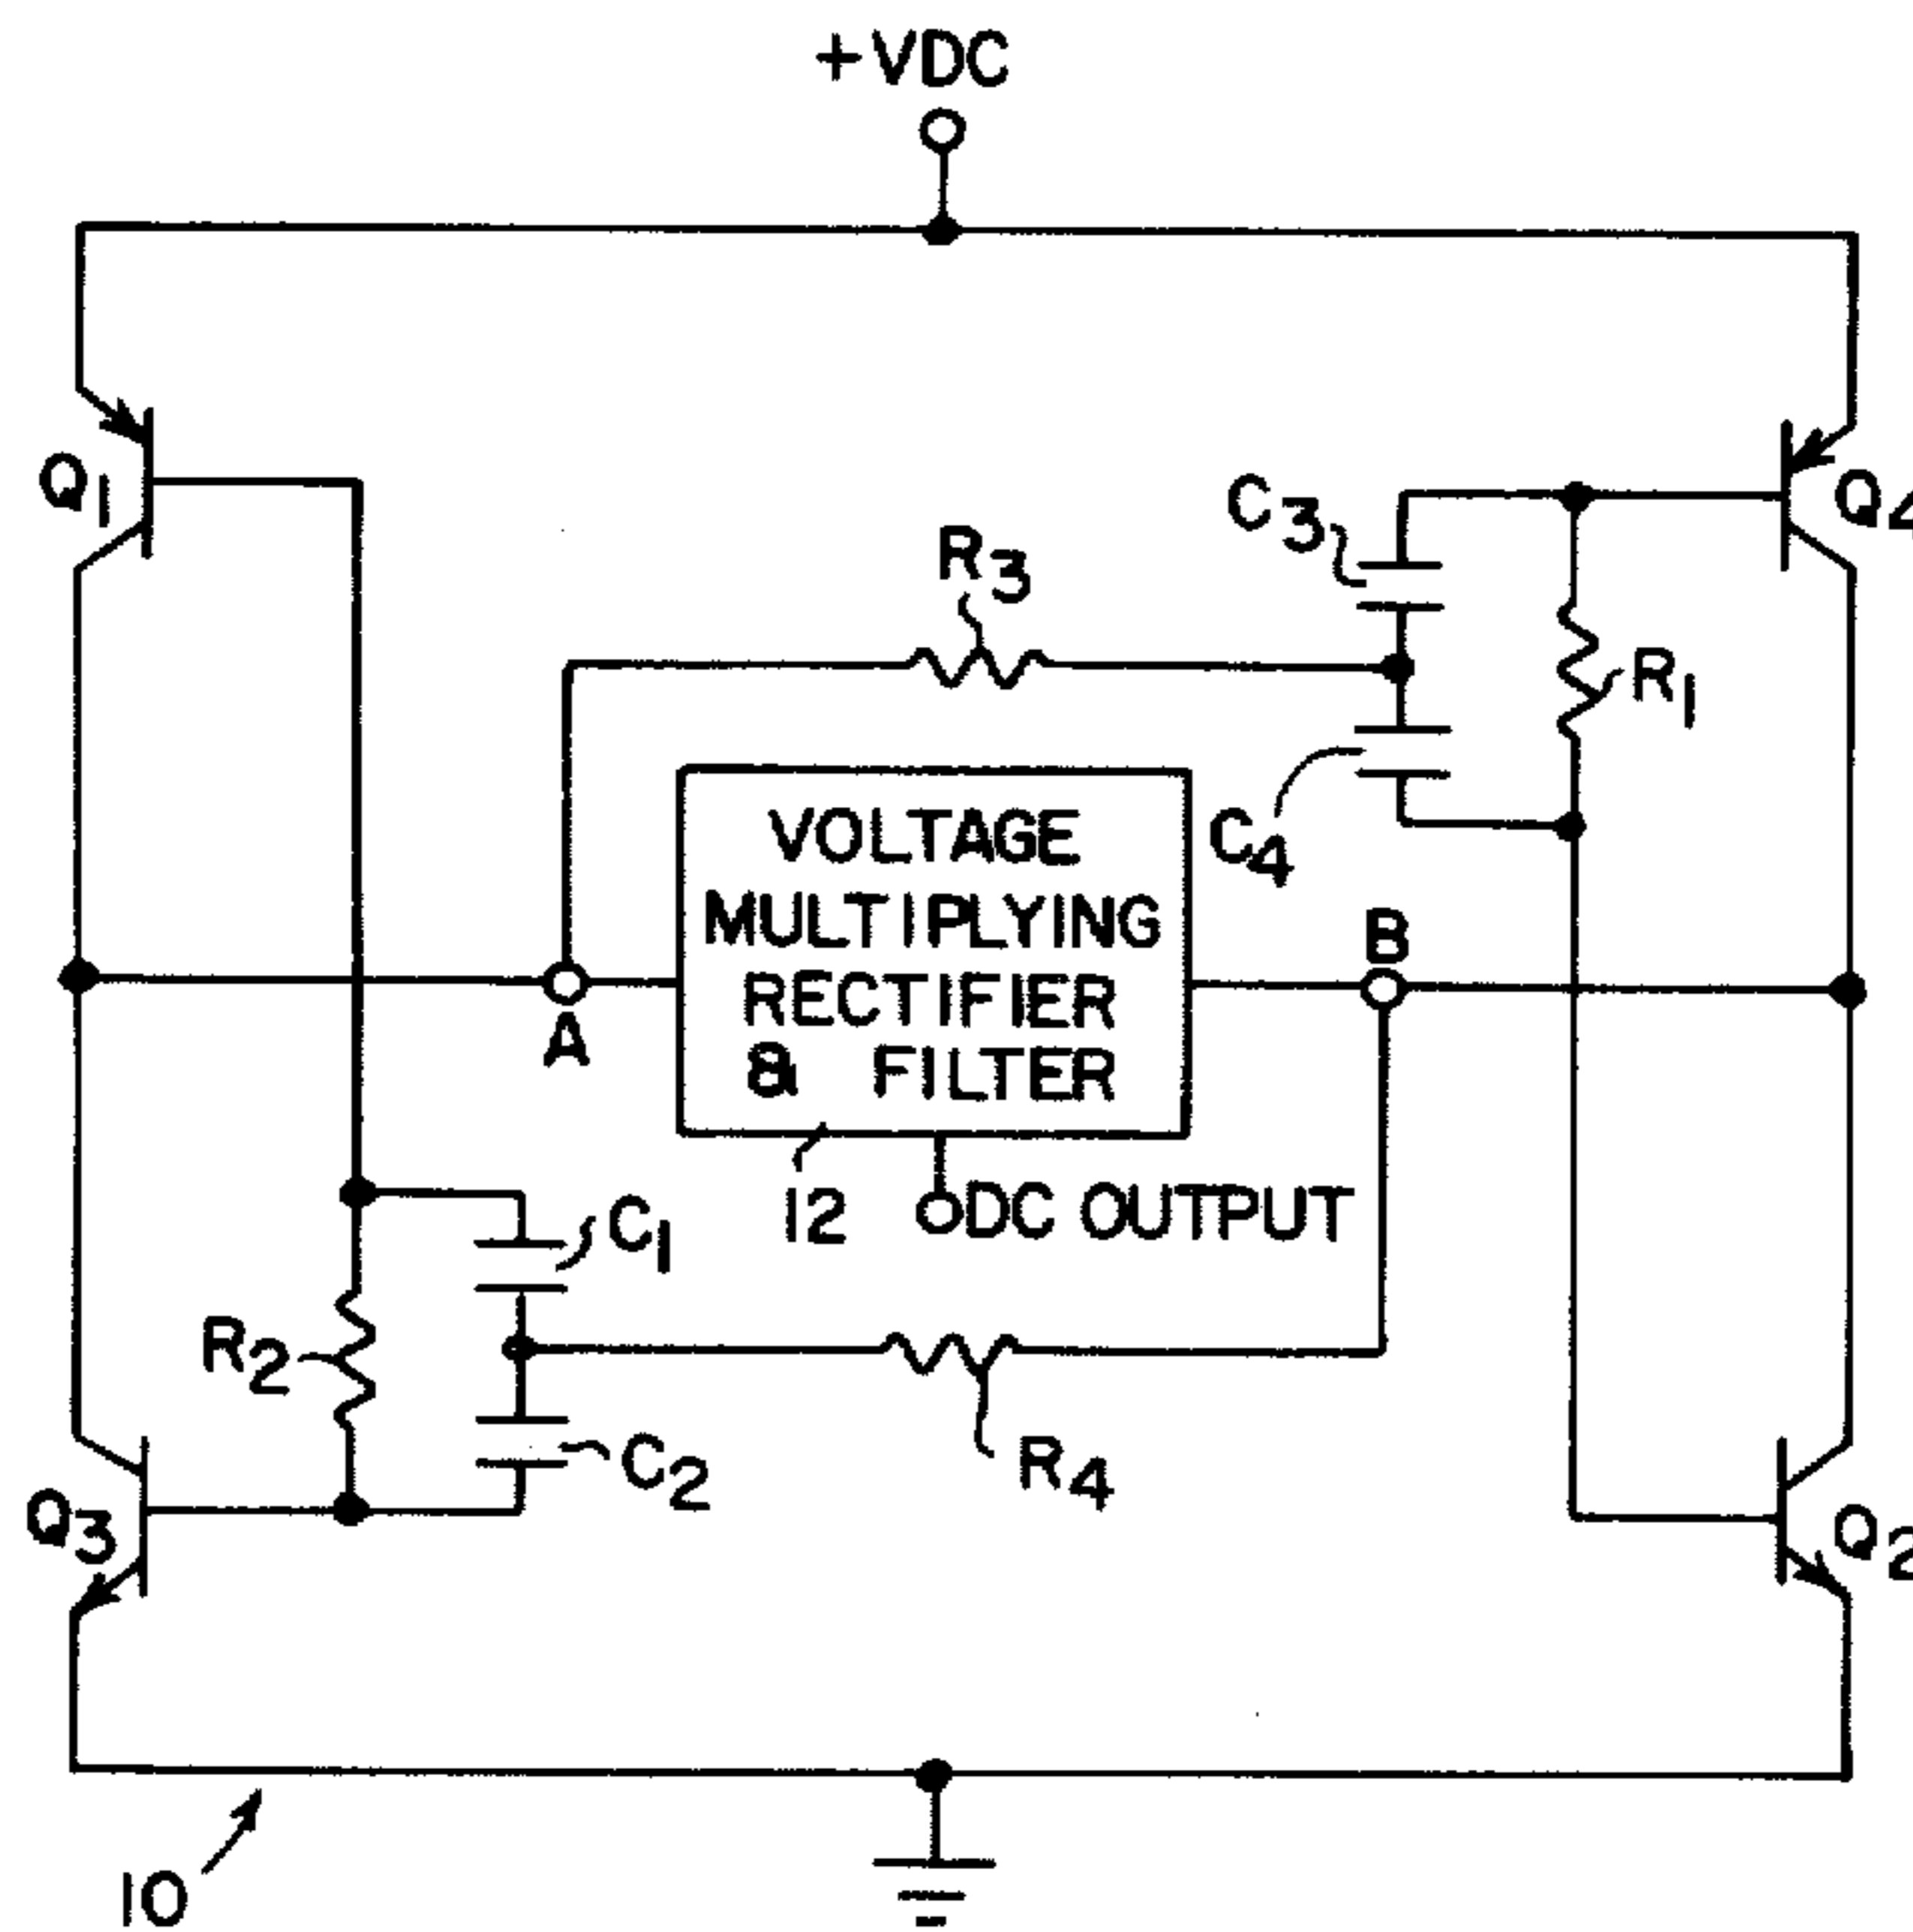 +VDC
Q1
Q4
C3
R3
R1
C4
VOLTAGE
MULTIPLYING
RECTIFIER
& FILTER
A
B
12
DC OUTPUT
C1
R2
C2
R4
Q3
Q2
10